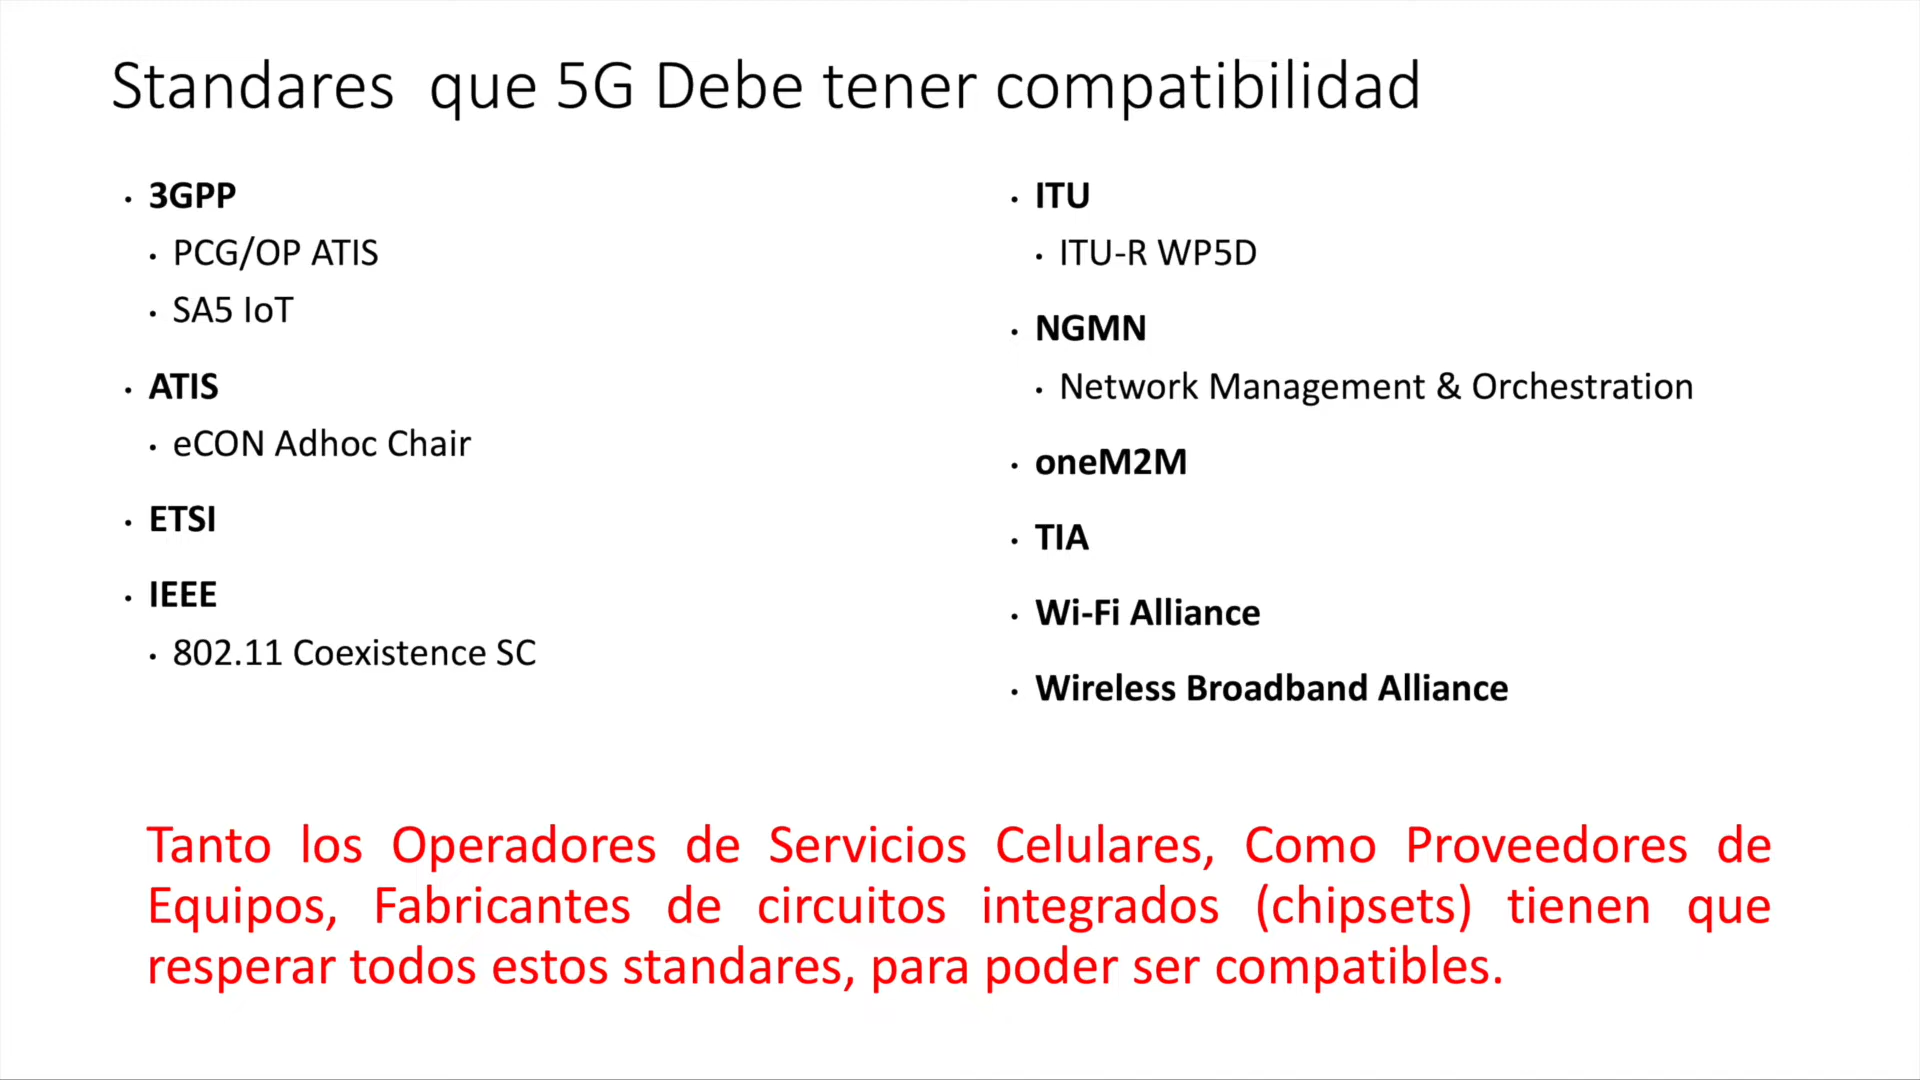 Standares que 5G Debe tener compatibilidad
• 3GPP
• PCG/OP ATIS
• SA5 IoT
• ATIS
• eCON Adhoc Chair
• ETSI
• IEEE
• 802.11 Coexistence SC
• ITU
• ITU-R WP5D
• NGMN
• Network Management & Orchestration
• oneM2M
• TIA
• Wi-Fi Alliance
• Wireless Broadband Alliance
Tanto los Operadores de Servicios Celulares, Como Proveedores de
Equipos, Fabricantes de circuitos integrados (chipsets) tienen que
resperar todos estos standares, para poder ser compatibles.